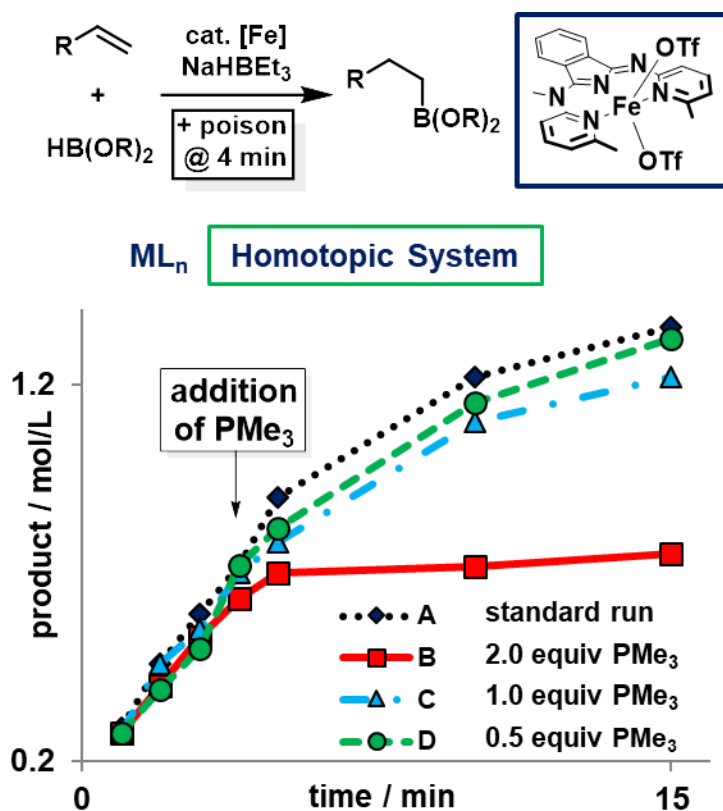 R
+
HB(OR)₂
cat. [Fe]
NaHBEt₃
+ poison
@ 4 min
R
B(OR)₂
N
N
N
OTf
Fe
N
N
OTf
MLₙ Homotopic System
product / mol/L
1.2
0.2
addition
of PMe₃
A standard run
B 2.0 equiv PMe₃
C 1.0 equiv PMe₃
D 0.5 equiv PMe₃
0 time / min 15